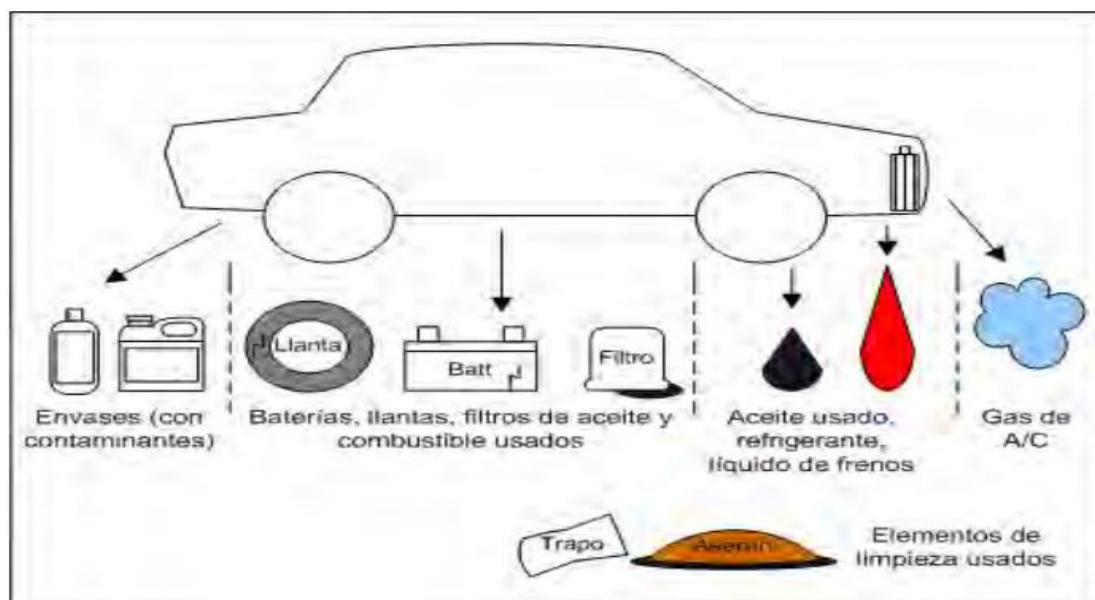 Llanta
Batt
Filtro
Envases (con
contaminantes)
Baterías, llantas, filtros de aceite y
combustible usados
Aceite usado,
refrigerante,
líquido de frenos
Gas de
A/C
Trapo
Elementos de
limpieza usados